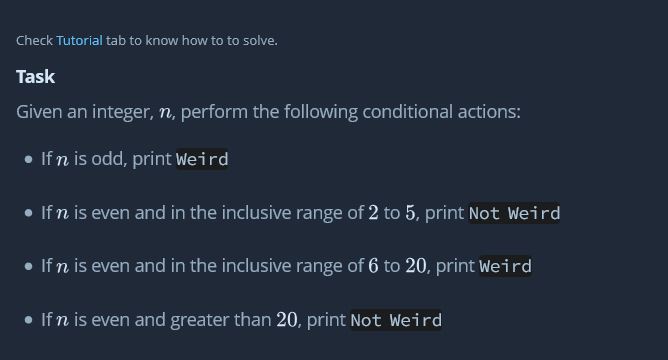 Check Tutorial tab to know how to to solve.
Task
Given an integer, n, perform the following conditional actions:
• If n is odd, print Weird
• If n is even and in the inclusive range of 2 to 5, print Not Weird
• If n is even and in the inclusive range of 6 to 20, print Weird
• If n is even and greater than 20, print Not Weird